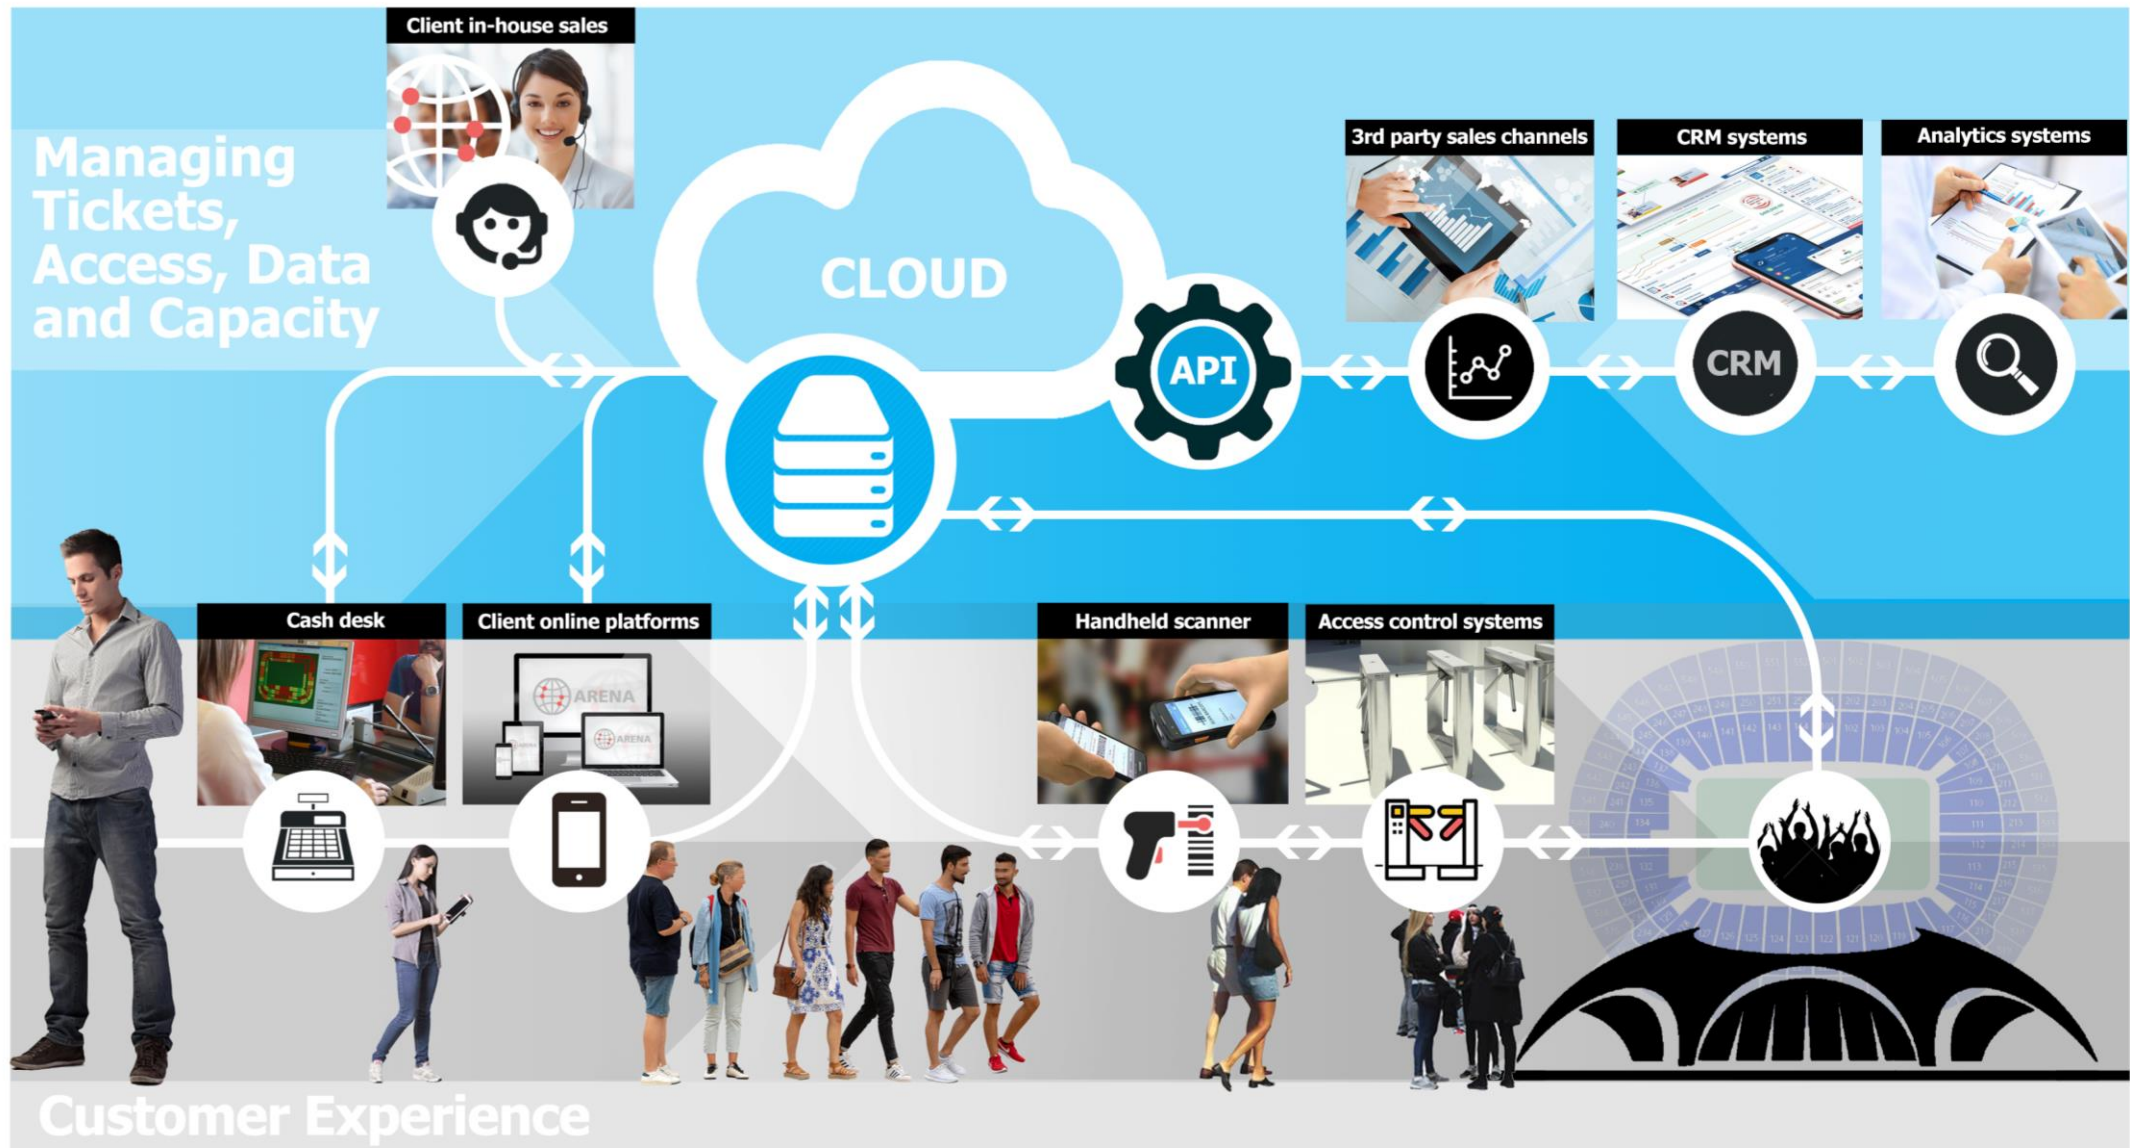 Client in-house sales
Managing
Tickets,
Access, Data
and Capacity
CLOUD
API
3rd party sales channels
CRM systems
Analytics systems
CRM
Cash desk
Client online platforms
ARENA
ARENA
Handheld scanner
Access control systems
Customer Experience